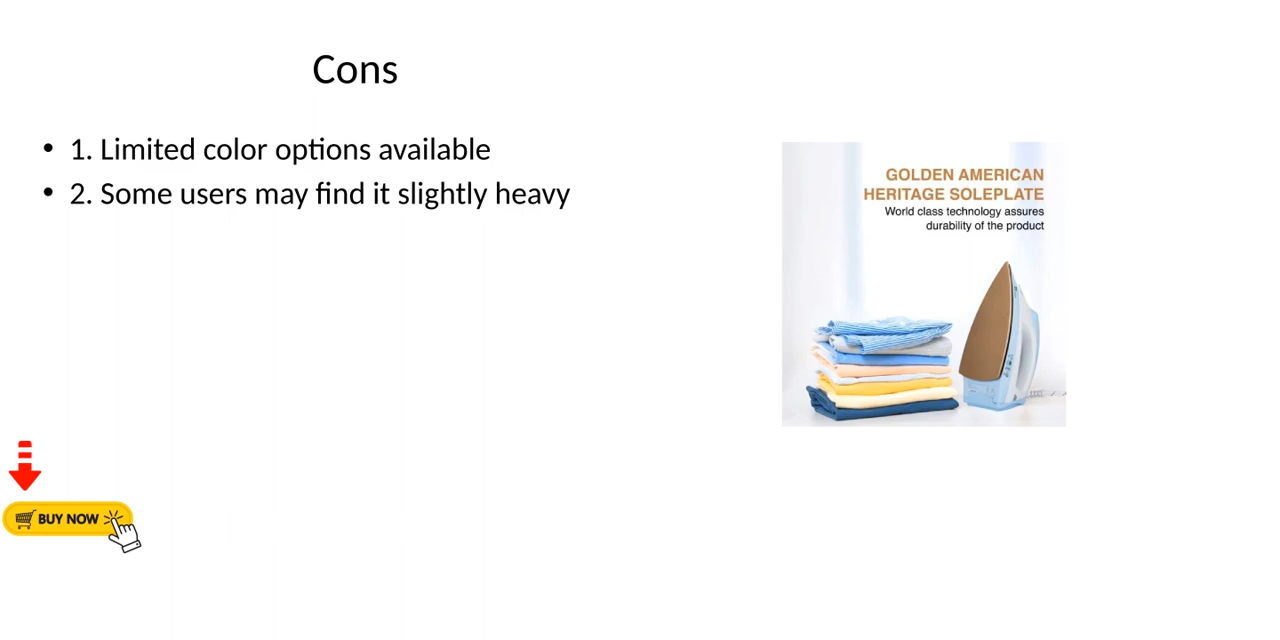 Cons
• 1. Limited color options available
• 2. Some users may find it slightly heavy
GOLDEN AMERICAN
HERITAGE SOLEPLATE
World class technology assures
durability of the product
BUY NOW